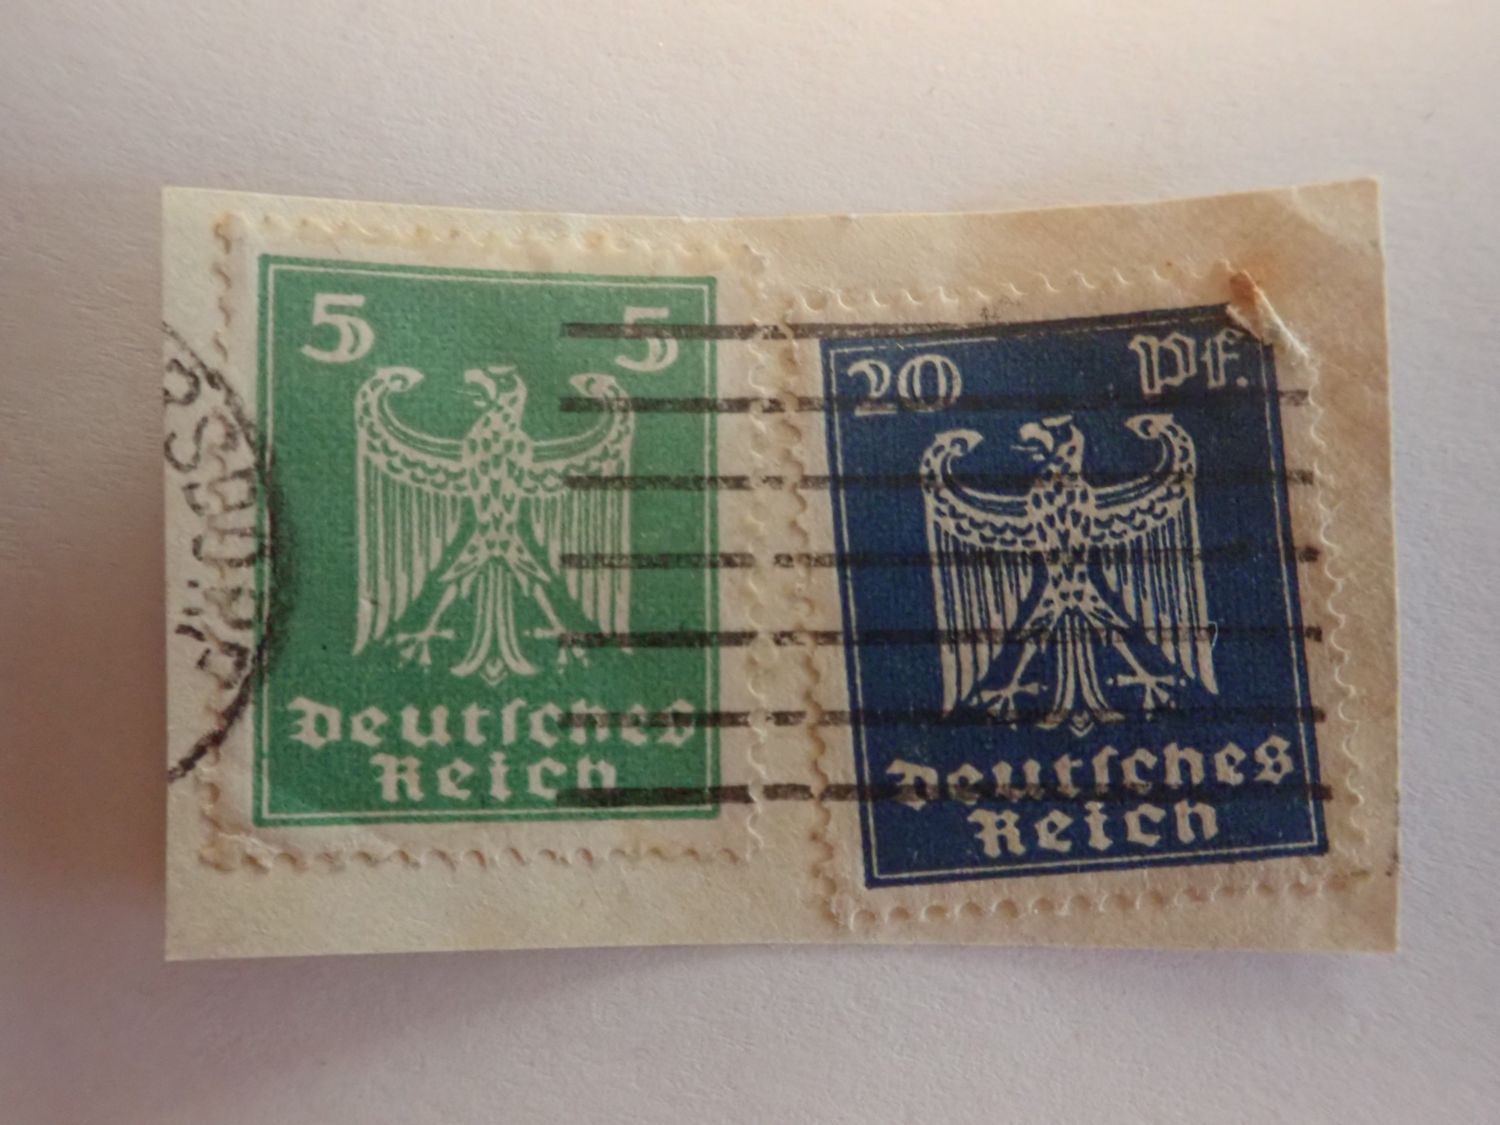 5 5
Deutſches
Reich
20 Pf.
Deutſches
Reich